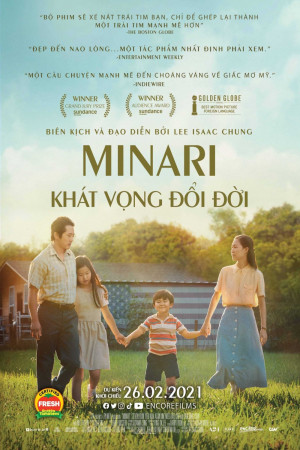 "BỘ PHIM SẼ XÉ NÁT TRÁI TIM BẠN, CHỈ ĐỂ GHÉP LẠI THÀNH
MỘT TRÁI TIM MẠNH MẼ HƠN"
-THE BOSTON GLOBE
"ĐẸP ĐẾN NAO LÒNG...MỘT TÁC PHẨM NHẤT ĐỊNH PHẢI XEM."
-ENTERTAINMENT WEEKLY
"MỘT CÂU CHUYỆN MẠNH MẼ ĐẾN CHOÁNG VÁNG VỀ GIẤC MƠ MỸ."
-INDIEWIRE
WINNER
GRAND JURY PRIZE
sundance
WINNER
AUDIENCE AWARD
sundance
GOLDEN GLOBE
BEST MOTION PICTURE
FOREIGN LANGUAGE
BIÊN KỊCH VÀ ĐẠO DIỄN BỞI LEE ISAAC CHUNG
MINARI
KHÁT VỌNG ĐỔI ĐỜI
CERTIFIED
FRESH
DỰ KIẾN
KHỞI CHIẾU:
26.02.2021
ENCOREFILMS